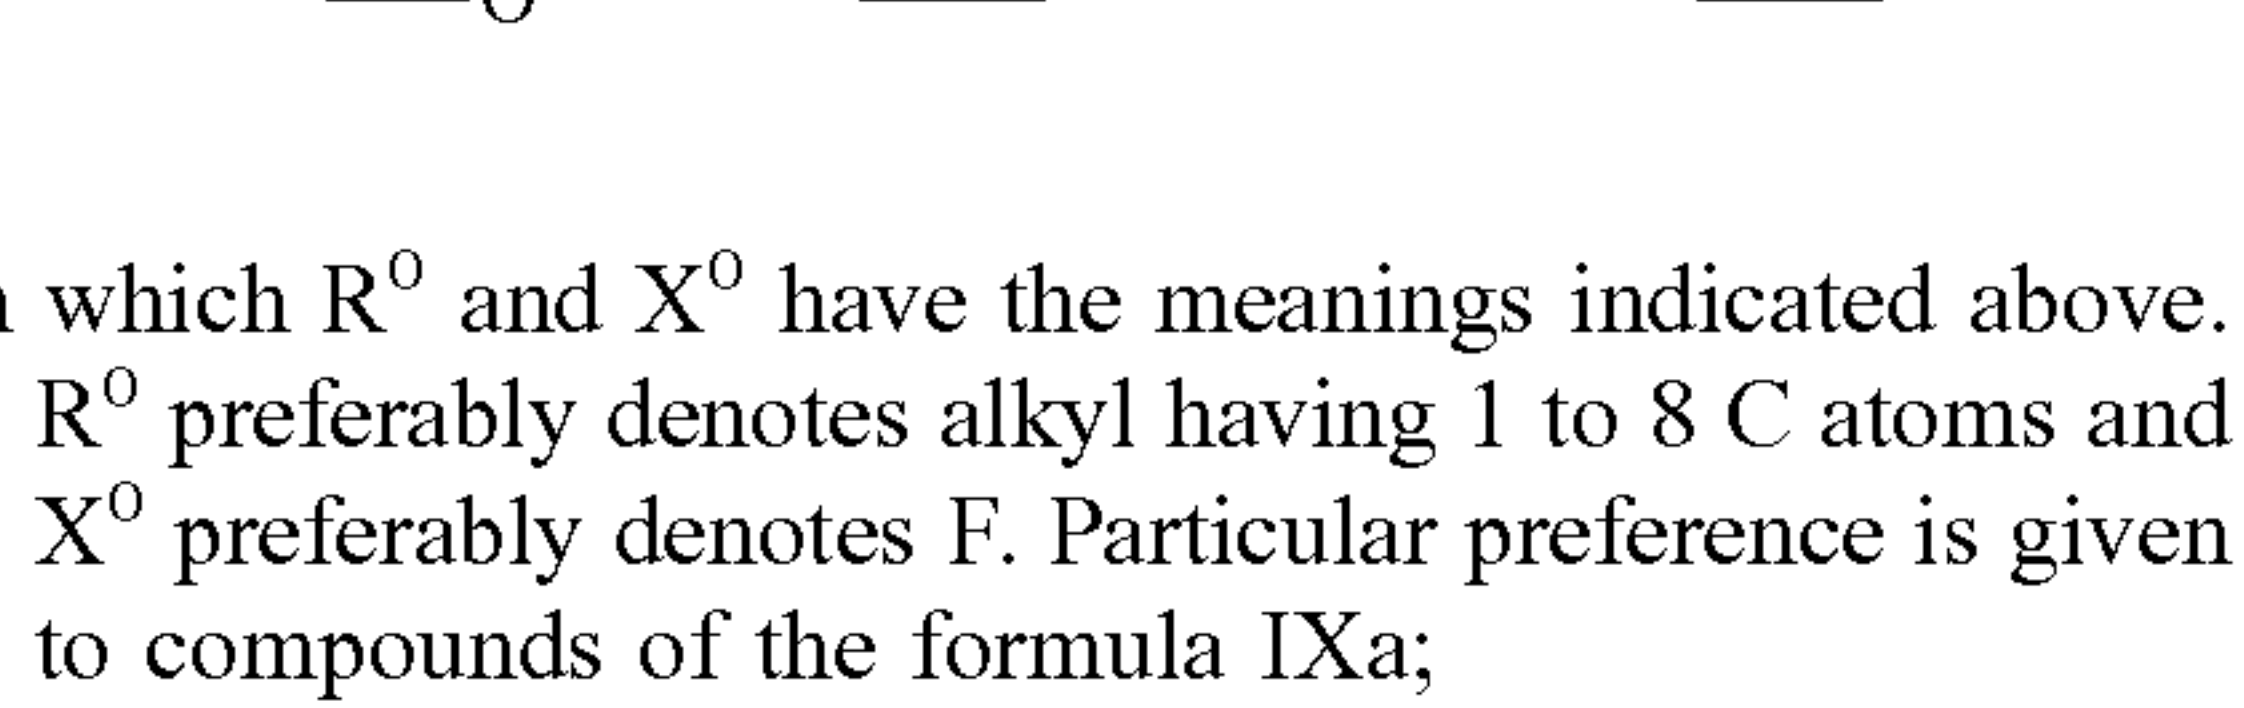 which R⁰ and X⁰ have the meanings indicated above.
R⁰ preferably denotes alkyl having 1 to 8 C atoms and
X⁰ preferably denotes F. Particular preference is given
to compounds of the formula IXa;